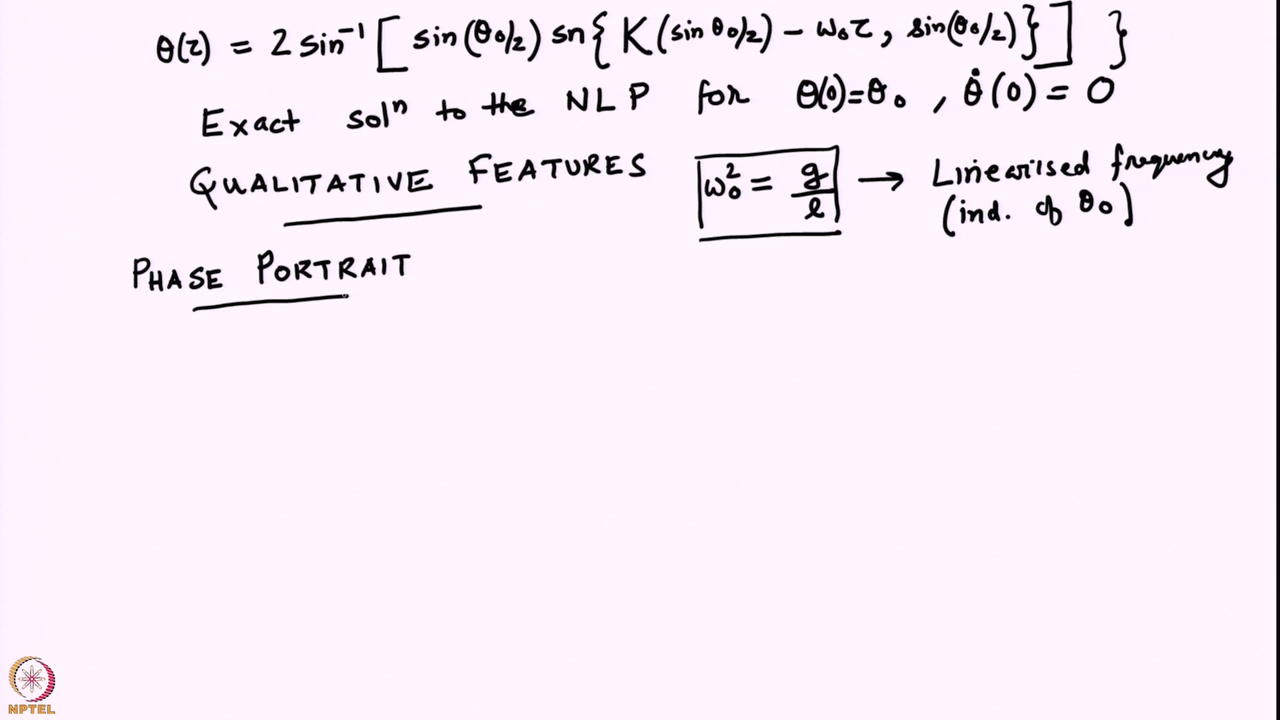 θ(τ) = 2 sin⁻¹ [ sin(θ₀/2) sn{ K(sin θ₀/2) − ω₀τ , sin(θ₀/2) } ] }
Exact solⁿ to the NLP for θ(0)=θ₀ , θ̇(0) = 0
QUALITATIVE FEATURES ω₀² = g/l → Linearised frequency
(ind. of θ₀)
PHASE PORTRAIT
NPTEL